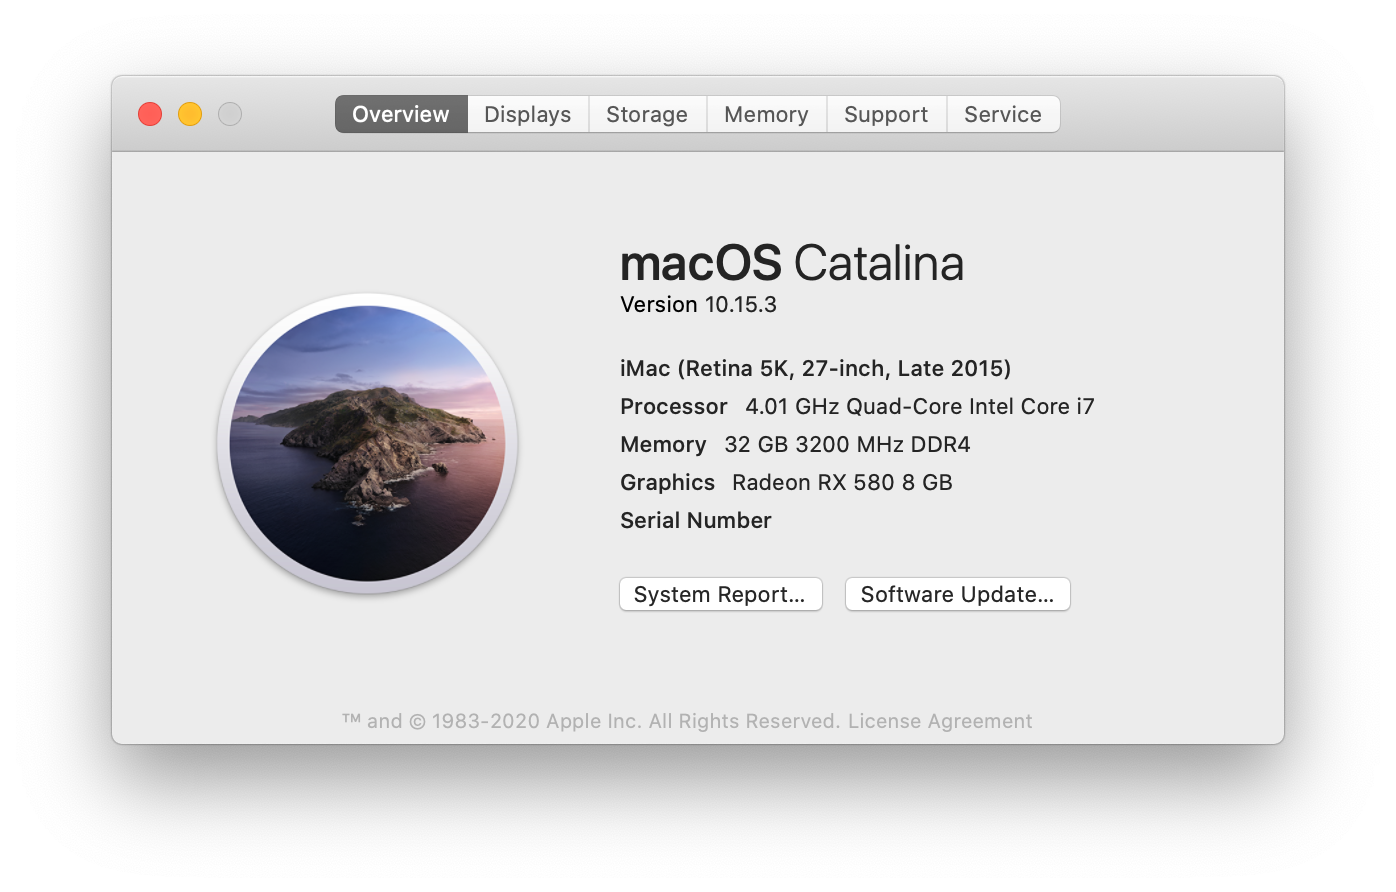 Overview Displays Storage Memory Support Service
macOS Catalina
Version 10.15.3
iMac (Retina 5K, 27-inch, Late 2015)
Processor 4.01 GHz Quad-Core Intel Core i7
Memory 32 GB 3200 MHz DDR4
Graphics Radeon RX 580 8 GB
Serial Number
System Report... Software Update...
™ and © 1983-2020 Apple Inc. All Rights Reserved. License Agreement